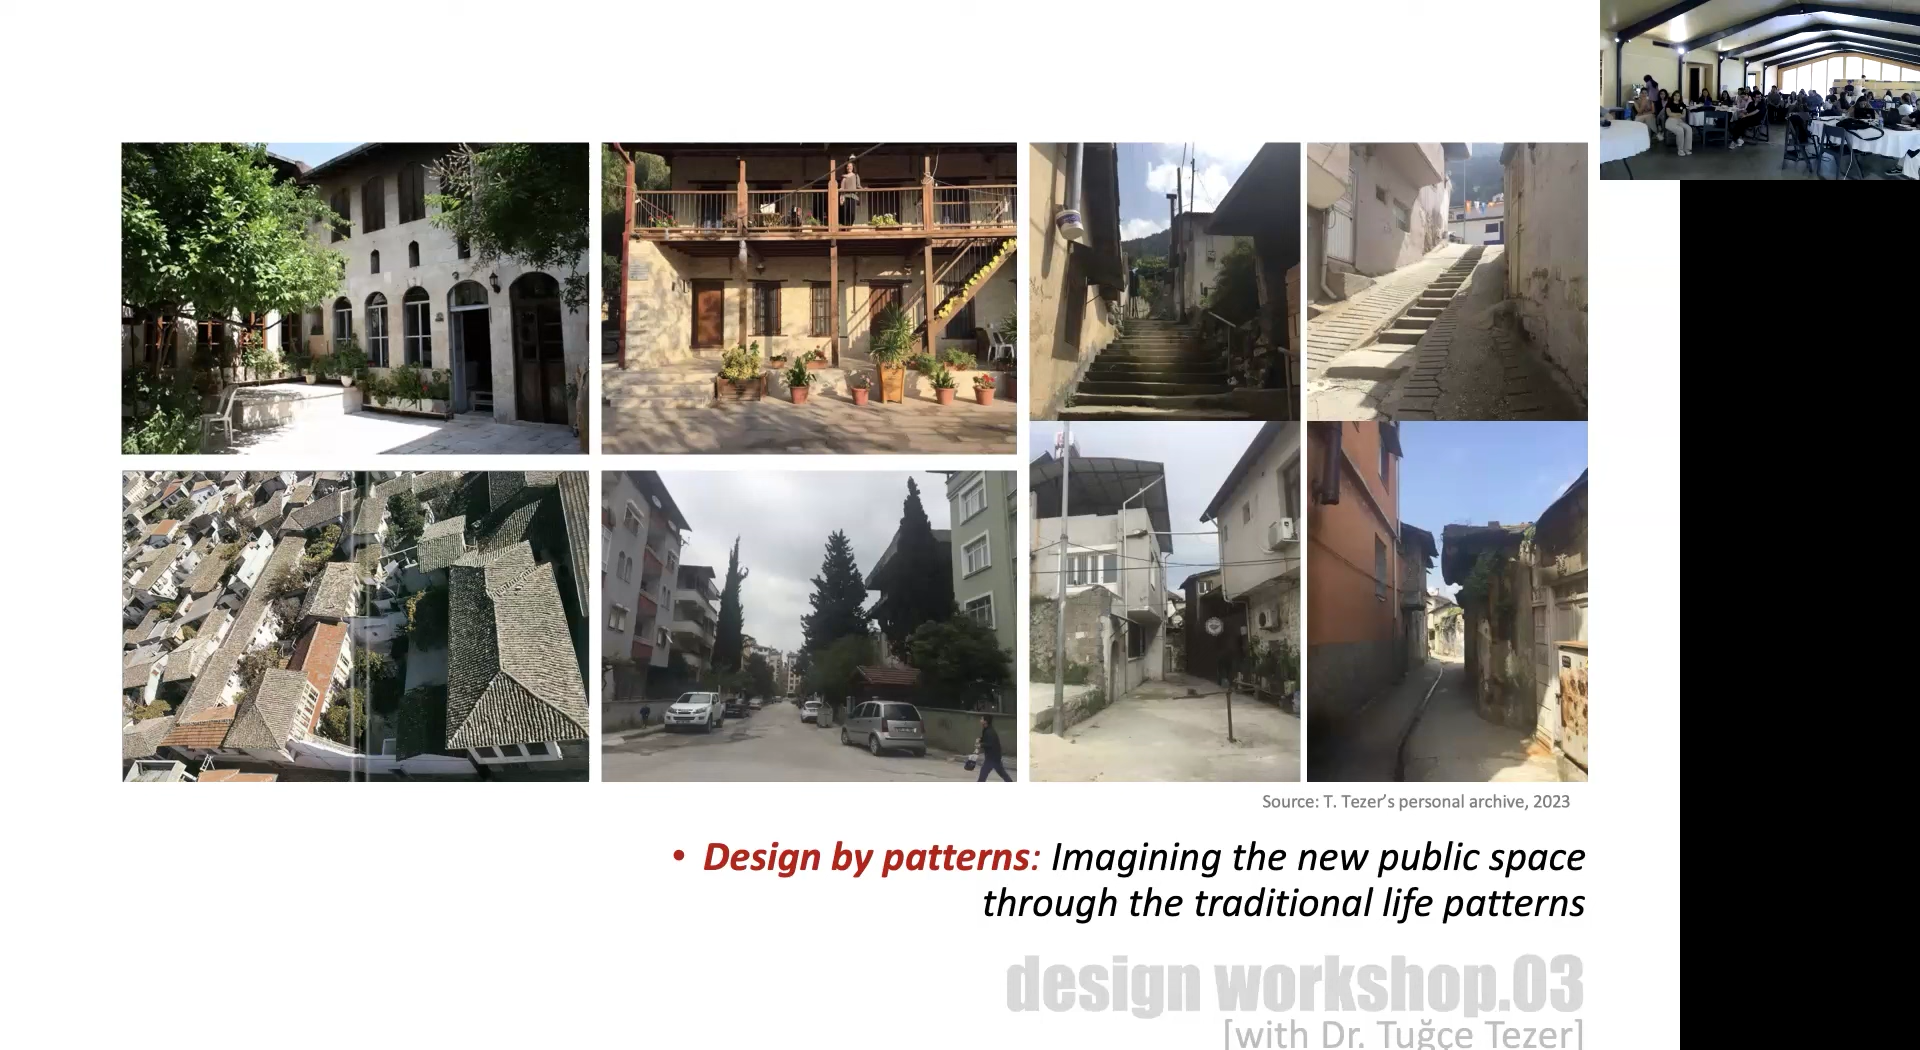 Source: T. Tezer’s personal archive, 2023
• Design by patterns: Imagining the new public space
through the traditional life patterns
design workshop.03
[with Dr. Tuğçe Tezer]